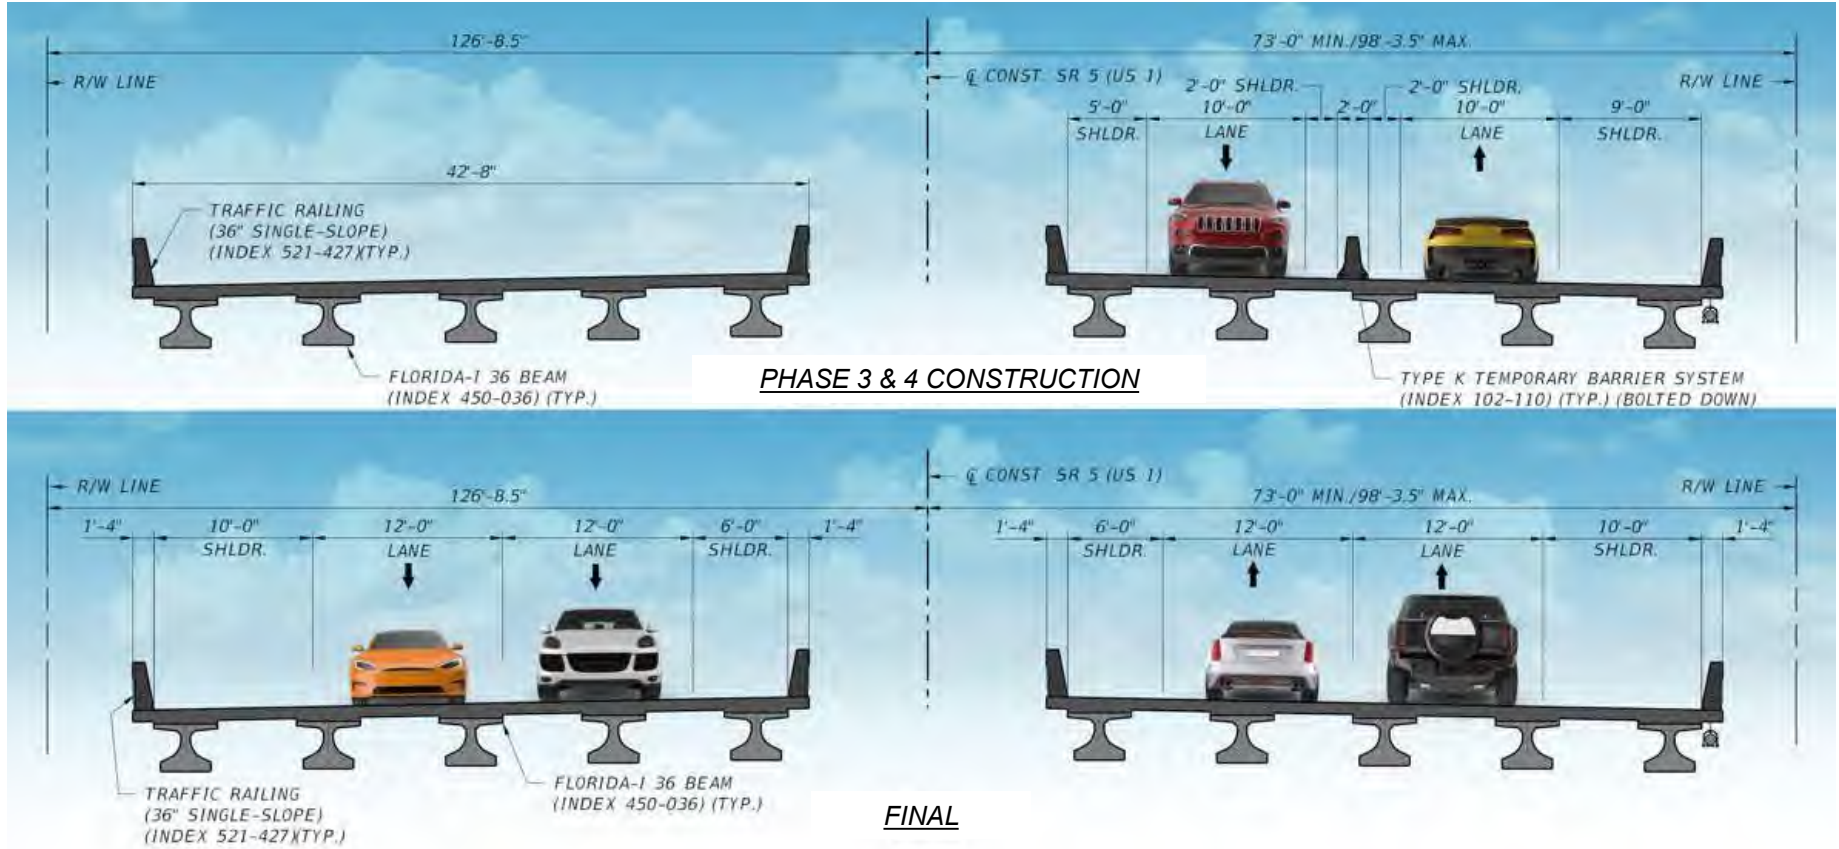 126'-8.5"
73'-0" MIN./98'-3.5" MAX.
R/W LINE
℄ CONST. SR 5 (US 1)
R/W LINE
2'-0" SHLDR.
2'-0" SHLDR.
5'-0"
10'-0"
2'-0"
10'-0"
9'-0"
SHLDR.
LANE
LANE
SHLDR.
42'-8"
TRAFFIC RAILING
(36" SINGLE-SLOPE)
(INDEX 521-427)(TYP.)
FLORIDA-I 36 BEAM
(INDEX 450-036) (TYP.)
PHASE 3 & 4 CONSTRUCTION
TYPE K TEMPORARY BARRIER SYSTEM
(INDEX 102-110) (TYP.) (BOLTED DOWN)
R/W LINE
℄ CONST. SR 5 (US 1)
R/W LINE
126'-8.5"
73'-0" MIN./98'-3.5" MAX.
1'-4"
10'-0"
12'-0"
12'-0"
6'-0"
1'-4"
1'-4"
6'-0"
12'-0"
12'-0"
10'-0"
1'-4"
SHLDR.
LANE
LANE
SHLDR.
SHLDR.
LANE
LANE
SHLDR.
TRAFFIC RAILING
(36" SINGLE-SLOPE)
(INDEX 521-427)(TYP.)
FLORIDA-I 36 BEAM
(INDEX 450-036) (TYP.)
FINAL